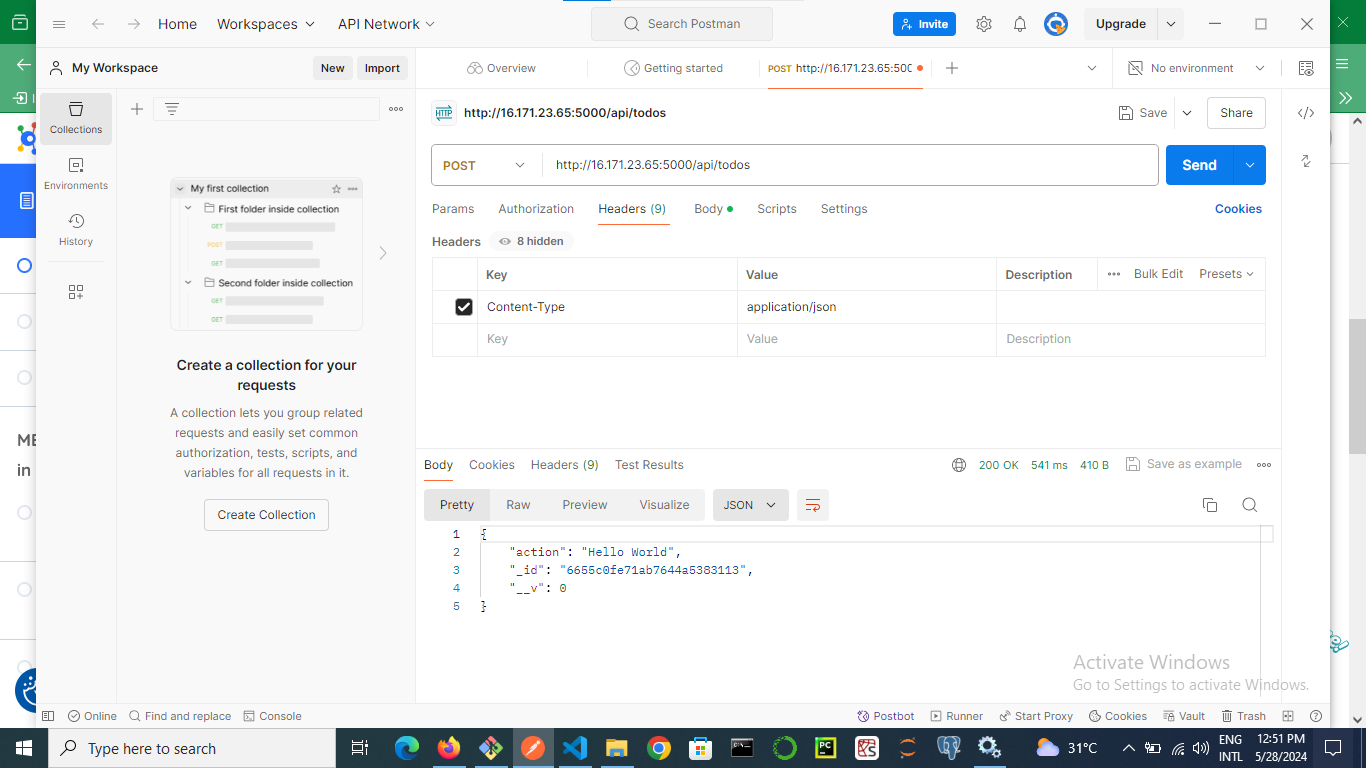 Home
Workspaces
API Network
Search Postman
Invite
Upgrade
My Workspace
New
Import
Overview
Getting started
POST http://16.171.23.65:500
No environment
Collections
Environments
History
My first collection
First folder inside collection
GET
POST
GET
Second folder inside collection
GET
GET
Create a collection for your
requests
A collection lets you group related
requests and easily set common
authorization, tests, scripts, and
variables for all requests in it.
Create Collection
HTTP
http://16.171.23.65:5000/api/todos
Save
Share
POST
http://16.171.23.65:5000/api/todos
Send
Params
Authorization
Headers (9)
Body
Scripts
Settings
Cookies
Headers
8 hidden
Key
Value
Description
Bulk Edit
Presets
Content-Type
application/json
Key
Value
Description
Body
Cookies
Headers (9)
Test Results
200 OK
541 ms
410 B
Save as example
Pretty
Raw
Preview
Visualize
JSON
1 {
2 "action": "Hello World",
3 "_id": "6655c0fe71ab7644a5383113",
4 "__v": 0
5 }
Activate Windows
Go to Settings to activate Windows.
Online
Find and replace
Console
Postbot
Runner
Start Proxy
Cookies
Vault
Trash
in
Type here to search
PC
31°C
ENG
INTL
12:51 PM
5/28/2024